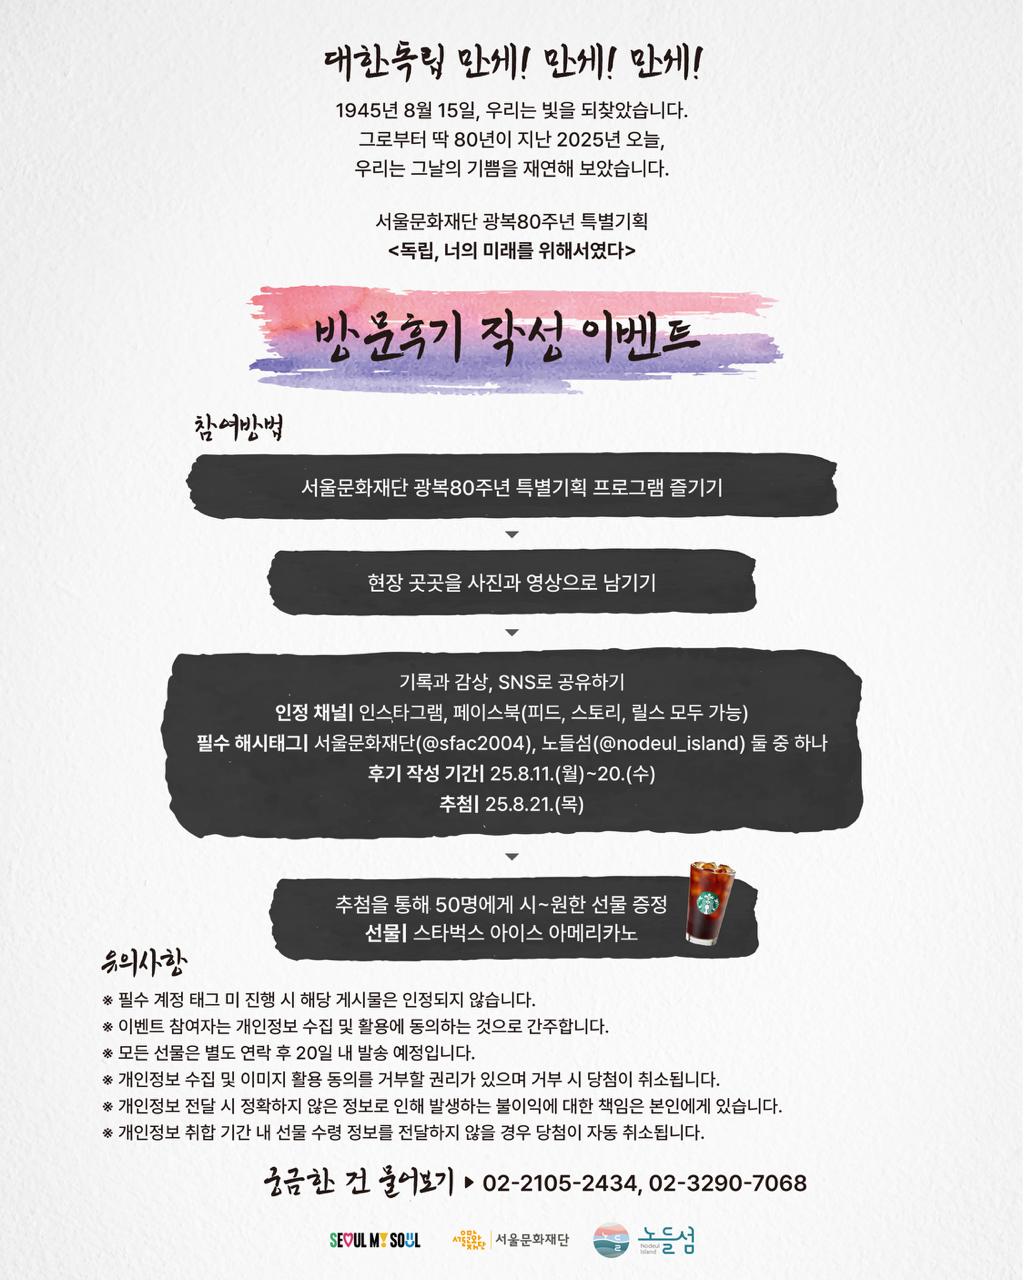 대한독립 만세! 만세! 만세!
1945년 8월 15일, 우리는 빛을 되찾았습니다.
그로부터 딱 80년이 지난 2025년 오늘,
우리는 그날의 기쁨을 재연해 보았습니다.
서울문화재단 광복80주년 특별기획
<독립, 너의 미래를 위해서였다>
방문후기 작성 이벤트
참여방법
서울문화재단 광복80주년 특별기획 프로그램 즐기기
현장 곳곳을 사진과 영상으로 남기기
기록과 감상, SNS로 공유하기
인정 채널| 인스타그램, 페이스북(피드, 스토리, 릴스 모두 가능)
필수 해시태그| 서울문화재단(@sfac2004), 노들섬(@nodeul_island) 둘 중 하나
후기 작성 기간| 25.8.11.(월)~20.(수)
추첨| 25.8.21.(목)
추첨을 통해 50명에게 시~원한 선물 증정
선물| 스타벅스 아이스 아메리카노
유의사항
※ 필수 계정 태그 미 진행 시 해당 게시물은 인정되지 않습니다.
※ 이벤트 참여자는 개인정보 수집 및 활용에 동의하는 것으로 간주합니다.
※ 모든 선물은 별도 연락 후 20일 내 발송 예정입니다.
※ 개인정보 수집 및 이미지 활용 동의를 거부할 권리가 있으며 거부 시 당첨이 취소됩니다.
※ 개인정보 전달 시 정확하지 않은 정보로 인해 발생하는 불이익에 대한 책임은 본인에게 있습니다.
※ 개인정보 취합 기간 내 선물 수령 정보를 전달하지 않을 경우 당첨이 자동 취소됩니다.
궁금한 건 물어보기 ▶ 02-2105-2434, 02-3290-7068
SEOUL MY SOUL 서울문화재단 서울문화재단 노들 노들섬
Nodeul
Island